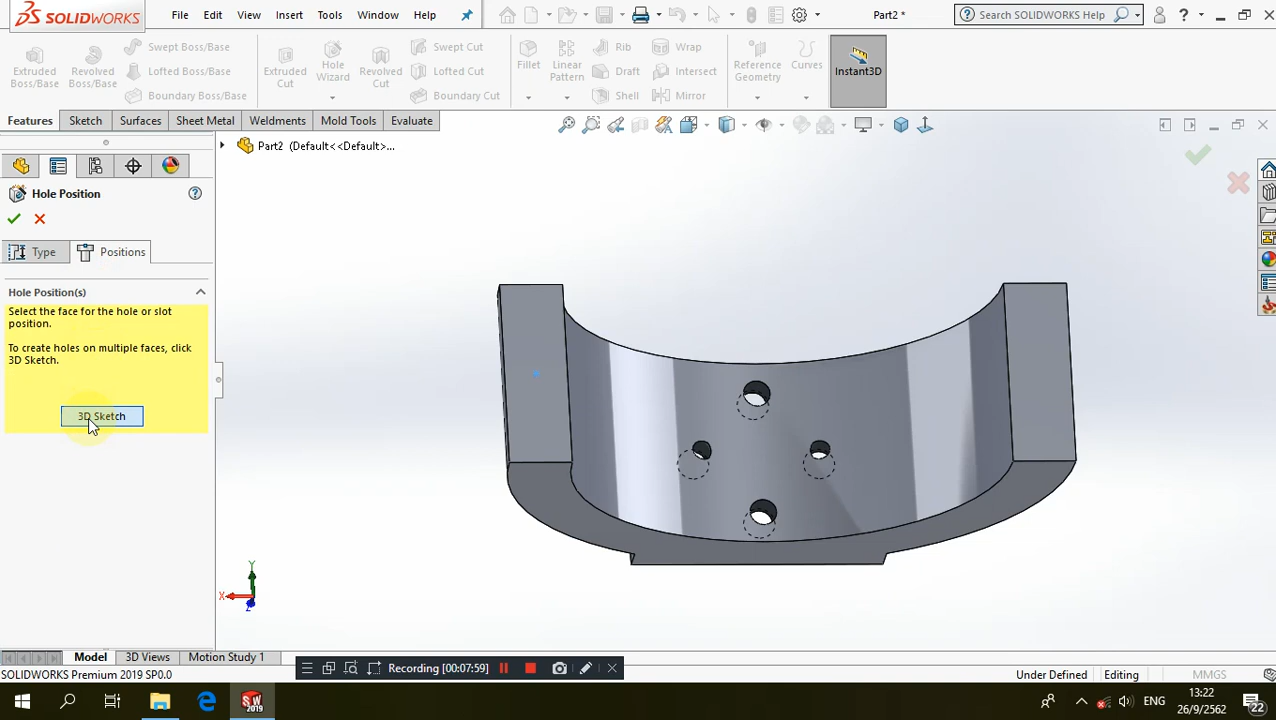 SOLIDWORKS
File Edit View Insert Tools Window Help
Part2 *
Search SOLIDWORKS Help
?
Extruded Boss/Base
Revolved Boss/Base
Swept Boss/Base
Lofted Boss/Base
Boundary Boss/Base
Extruded Cut
Hole Wizard
Revolved Cut
Swept Cut
Lofted Cut
Boundary Cut
Fillet
Linear Pattern
Rib
Draft
Shell
Wrap
Intersect
Mirror
Reference Geometry
Curves
Instant3D
Features Sketch Surfaces Sheet Metal Weldments Mold Tools Evaluate
Part2 (Default<<Default>...
Hole Position
?
Type Positions
Hole Position(s)
Select the face for the hole or slot
position.
To create holes on multiple faces, click
3D Sketch.
3D Sketch
Y
X
Z
Model 3D Views Motion Study 1
Recording [00:07:59]
SOLIDWORKS Premium 2019 SP0.0
Under Defined Editing MMGS
SW 2019
ENG
13:22
26/9/2562
22